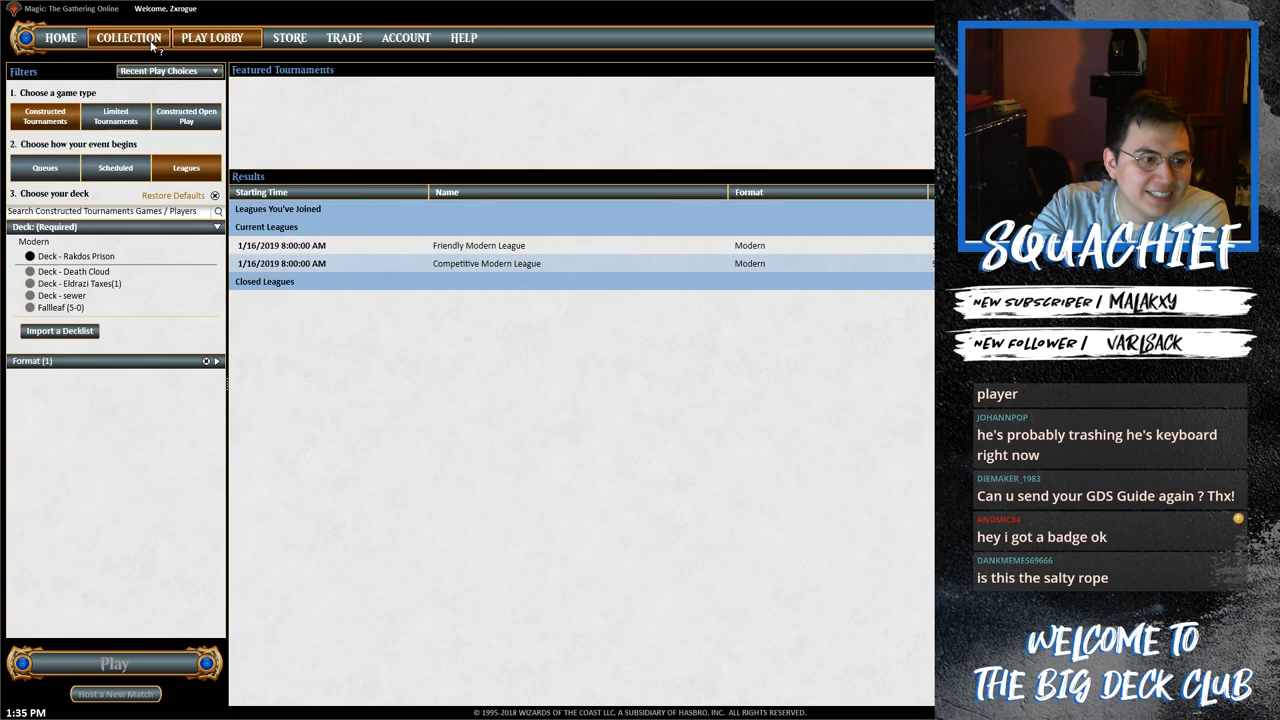 Magic: The Gathering Online
Welcome, Zxrogue
HOME COLLECTION PLAY LOBBY STORE TRADE ACCOUNT HELP
Filters
Recent Play Choices
1. Choose a game type
Constructed Tournaments
Limited Tournaments
Constructed Open Play
2. Choose how your event begins
Queues
Scheduled
Leagues
3. Choose your deck
Restore Defaults
Search Constructed Tournaments Games / Players
Deck: (Required)
Modern
Deck - Rakdos Prison
Deck - Death Cloud
Deck - Eldrazi Taxes(1)
Deck - sewer
Fallleaf (5-0)
Import a Decklist
Format (1)
Play
Host a New Match
1:35 PM
Featured Tournaments
Results
Starting Time Name Format
Leagues You've Joined
Current Leagues
1/16/2019 8:00:00 AM Friendly Modern League Modern
1/16/2019 8:00:00 AM Competitive Modern League Modern
Closed Leagues
© 1995-2018 WIZARDS OF THE COAST LLC, A SUBSIDIARY OF HASBRO, INC. ALL RIGHTS RESERVED.
SQUACHIEF
NEW SUBSCRIBER / MALAKXY
NEW FOLLOWER / VARLSACK
player
JOHANNPOP
he's probably trashing he's keyboard
right now
DIEMAKER_1983
Can u send your GDS Guide again ? Thx!
ANOMIC84
hey i got a badge ok
DANKMEMES69666
is this the salty rope
WELCOME TO
THE BIG DECK CLUB